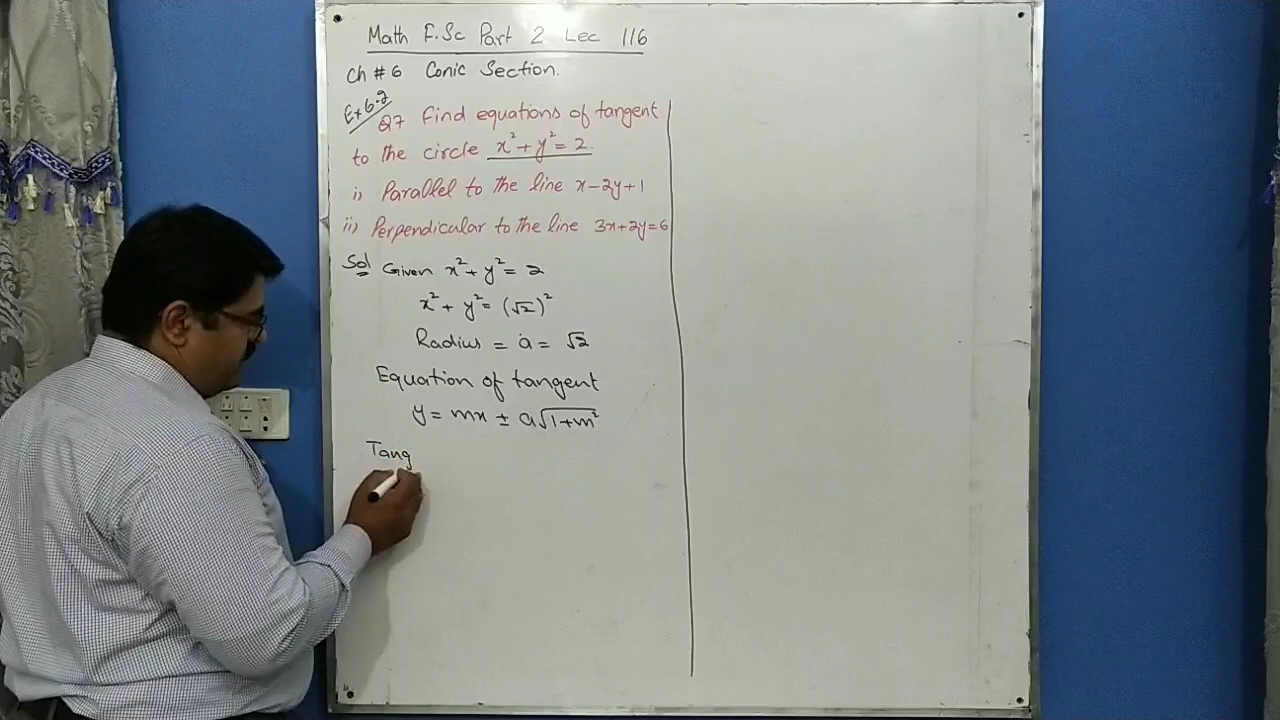 Math F.Sc Part 2 Lec 116
Ch # 6 Conic Section.
Ex 6.2
Q7 Find equations of tangent
to the circle x² + y² = 2.
i) Parallel to the line x-2y+1
ii) Perpendicular to the line 3x+2y=6
Sol Given x² + y² = 2
x² + y² = (√2)²
Radius = a = √2
Equation of tangent
y = mx ± a√1+m²
Tang